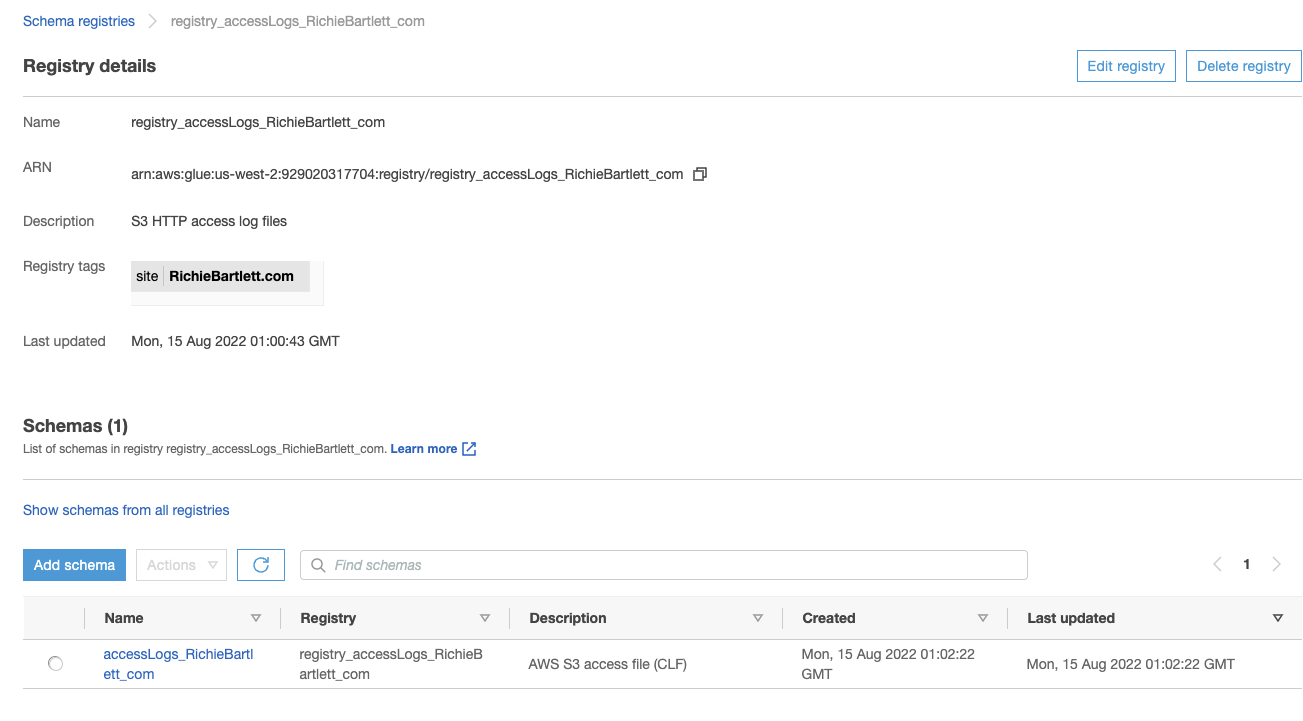 Schema registries
registry_accessLogs_RichieBartlett_com
Registry details
Edit registry
Delete registry
Name
registry_accessLogs_RichieBartlett_com
ARN
arn:aws:glue:us-west-2:929020317704:registry/registry_accessLogs_RichieBartlett_com
Description
S3 HTTP access log files
Registry tags
site RichieBartlett.com
Last updated
Mon, 15 Aug 2022 01:00:43 GMT
Schemas (1)
List of schemas in registry registry_accessLogs_RichieBartlett_com. Learn more
Show schemas from all registries
Add schema
Actions
Find schemas
1
Name
Registry
Description
Created
Last updated
accessLogs_RichieBartl
ett_com
registry_accessLogs_RichieB
artlett_com
AWS S3 access file (CLF)
Mon, 15 Aug 2022 01:02:22
GMT
Mon, 15 Aug 2022 01:02:22 GMT